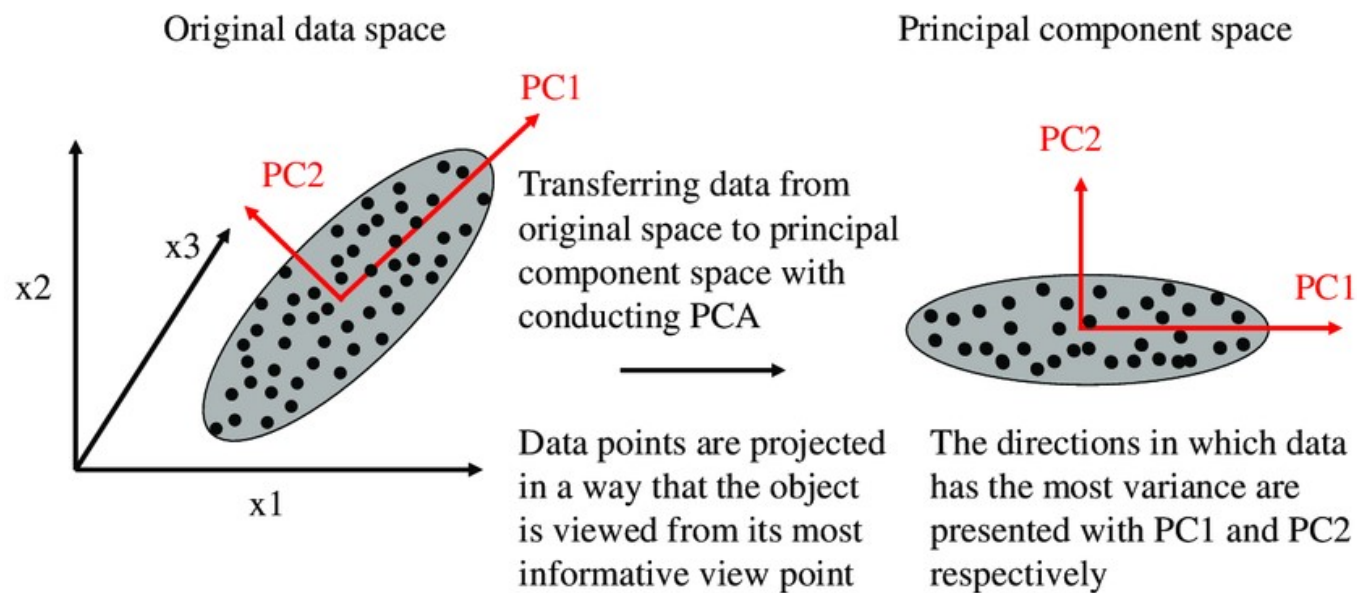 Original data space
Principal component space
PC1
PC2
x3
x2
x1
Transferring data from
original space to principal
component space with
conducting PCA
PC2
PC1
Data points are projected
in a way that the object
is viewed from its most
informative view point
The directions in which data
has the most variance are
presented with PC1 and PC2
respectively